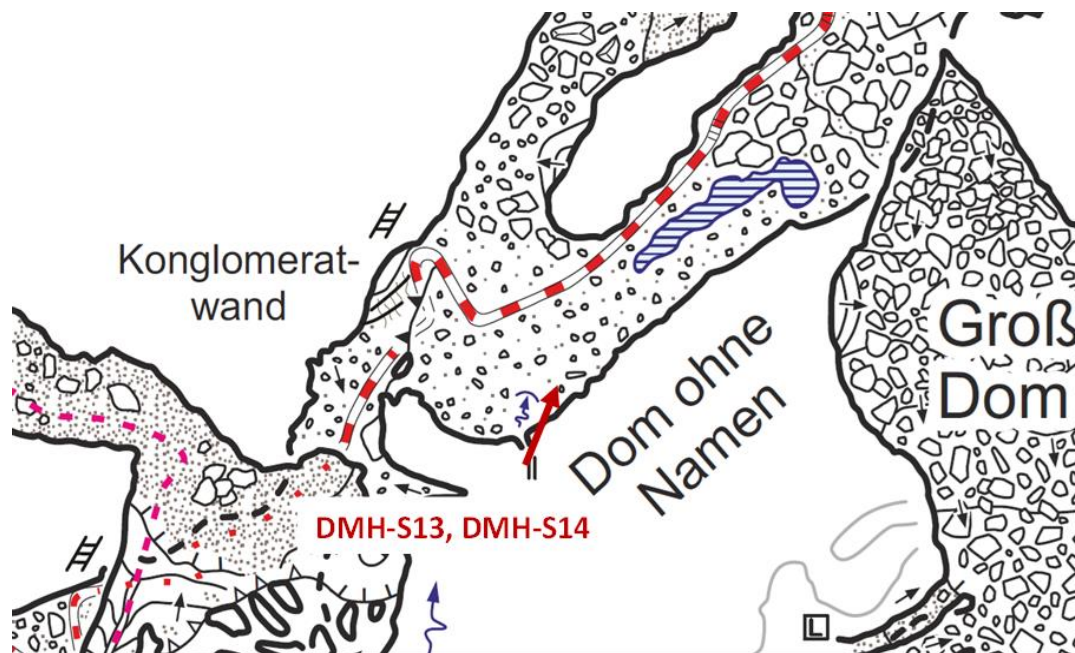 Konglomerat-
wand
Dom ohne
Namen
Groß
Dom
DMH-S13, DMH-S14
L